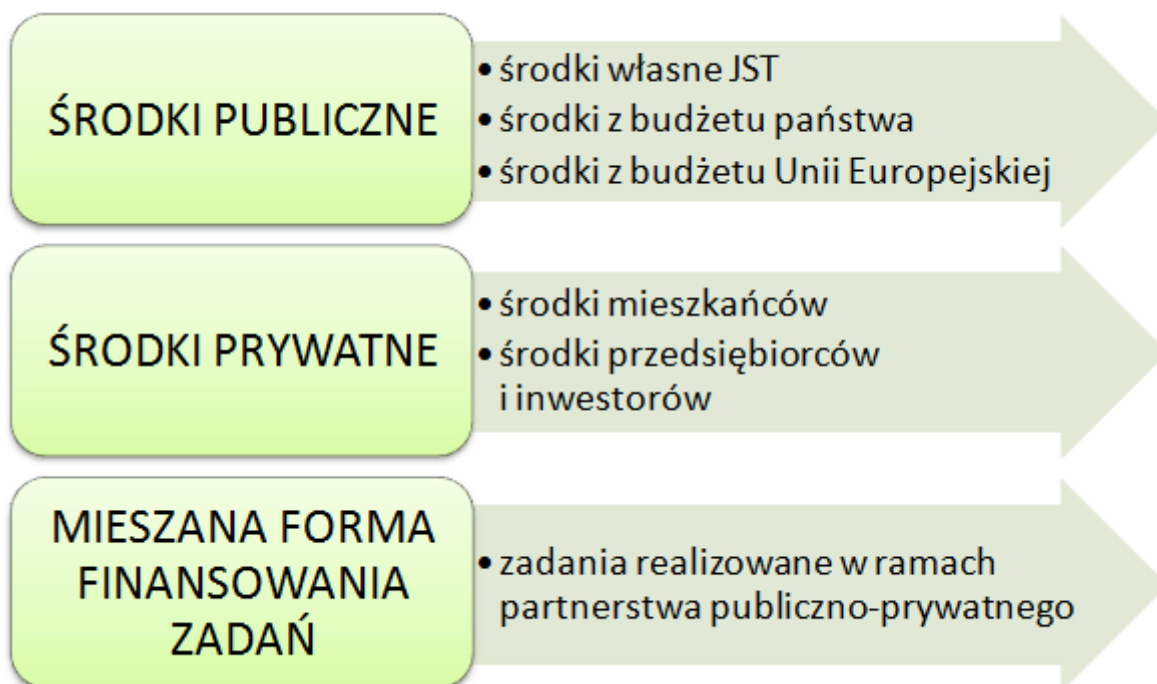 ŚRODKI PUBLICZNE
• środki własne JST
• środki z budżetu państwa
• środki z budżetu Unii Europejskiej
ŚRODKI PRYWATNE
• środki mieszkańców
• środki przedsiębiorców
i inwestorów
MIESZANA FORMA
FINANSOWANIA
ZADAŃ
• zadania realizowane w ramach
partnerstwa publiczno-prywatnego